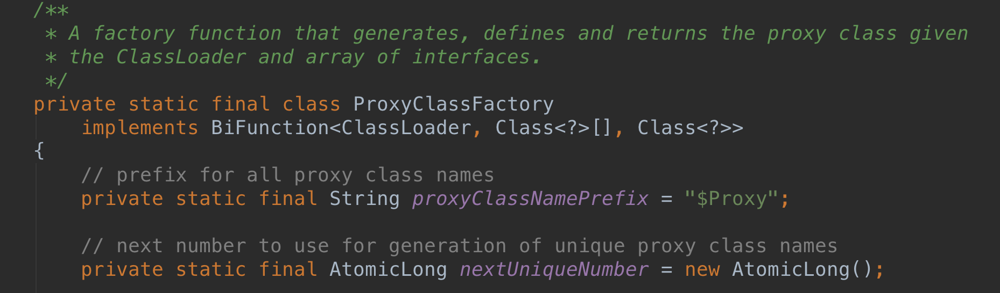 /**
 * A factory function that generates, defines and returns the proxy class given
 * the ClassLoader and array of interfaces.
 */
private static final class ProxyClassFactory
    implements BiFunction<ClassLoader, Class<?>[], Class<?>>
{
    // prefix for all proxy class names
    private static final String proxyClassNamePrefix = "$Proxy";

    // next number to use for generation of unique proxy class names
    private static final AtomicLong nextUniqueNumber = new AtomicLong();